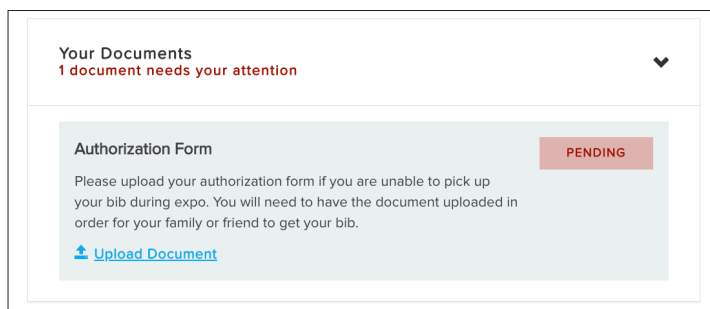 Your Documents
1 document needs your attention
Authorization Form
PENDING
Please upload your authorization form if you are unable to pick up
your bib during expo. You will need to have the document uploaded in
order for your family or friend to get your bib.
Upload Document